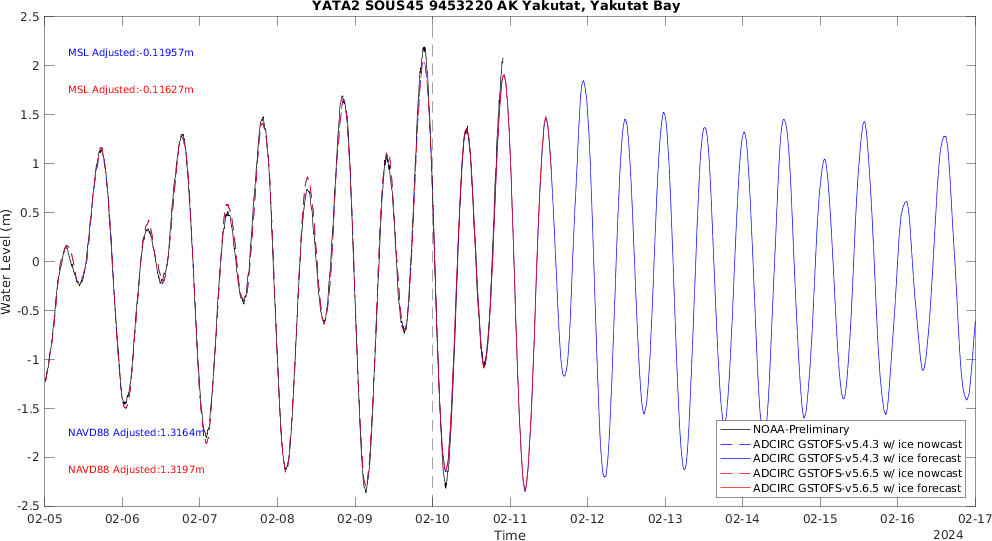 YATA2 SOUS45 9453220 AK Yakutat, Yakutat Bay
2.5
2
1.5
1
0.5
0
-0.5
-1
-1.5
-2
-2.5
Water Level (m)
MSL Adjusted:-0.11957m
MSL Adjusted:-0.11627m
NAVD88 Adjusted:1.3164m
NAVD88 Adjusted:1.3197m
NOAA-Preliminary
ADCIRC GSTOFS-v5.4.3 w/ ice nowcast
ADCIRC GSTOFS-v5.4.3 w/ ice forecast
ADCIRC GSTOFS-v5.6.5 w/ ice nowcast
ADCIRC GSTOFS-v5.6.5 w/ ice forecast
02-05 02-06 02-07 02-08 02-09 02-10 02-11 02-12 02-13 02-14 02-15 02-16 02-17
Time
2024